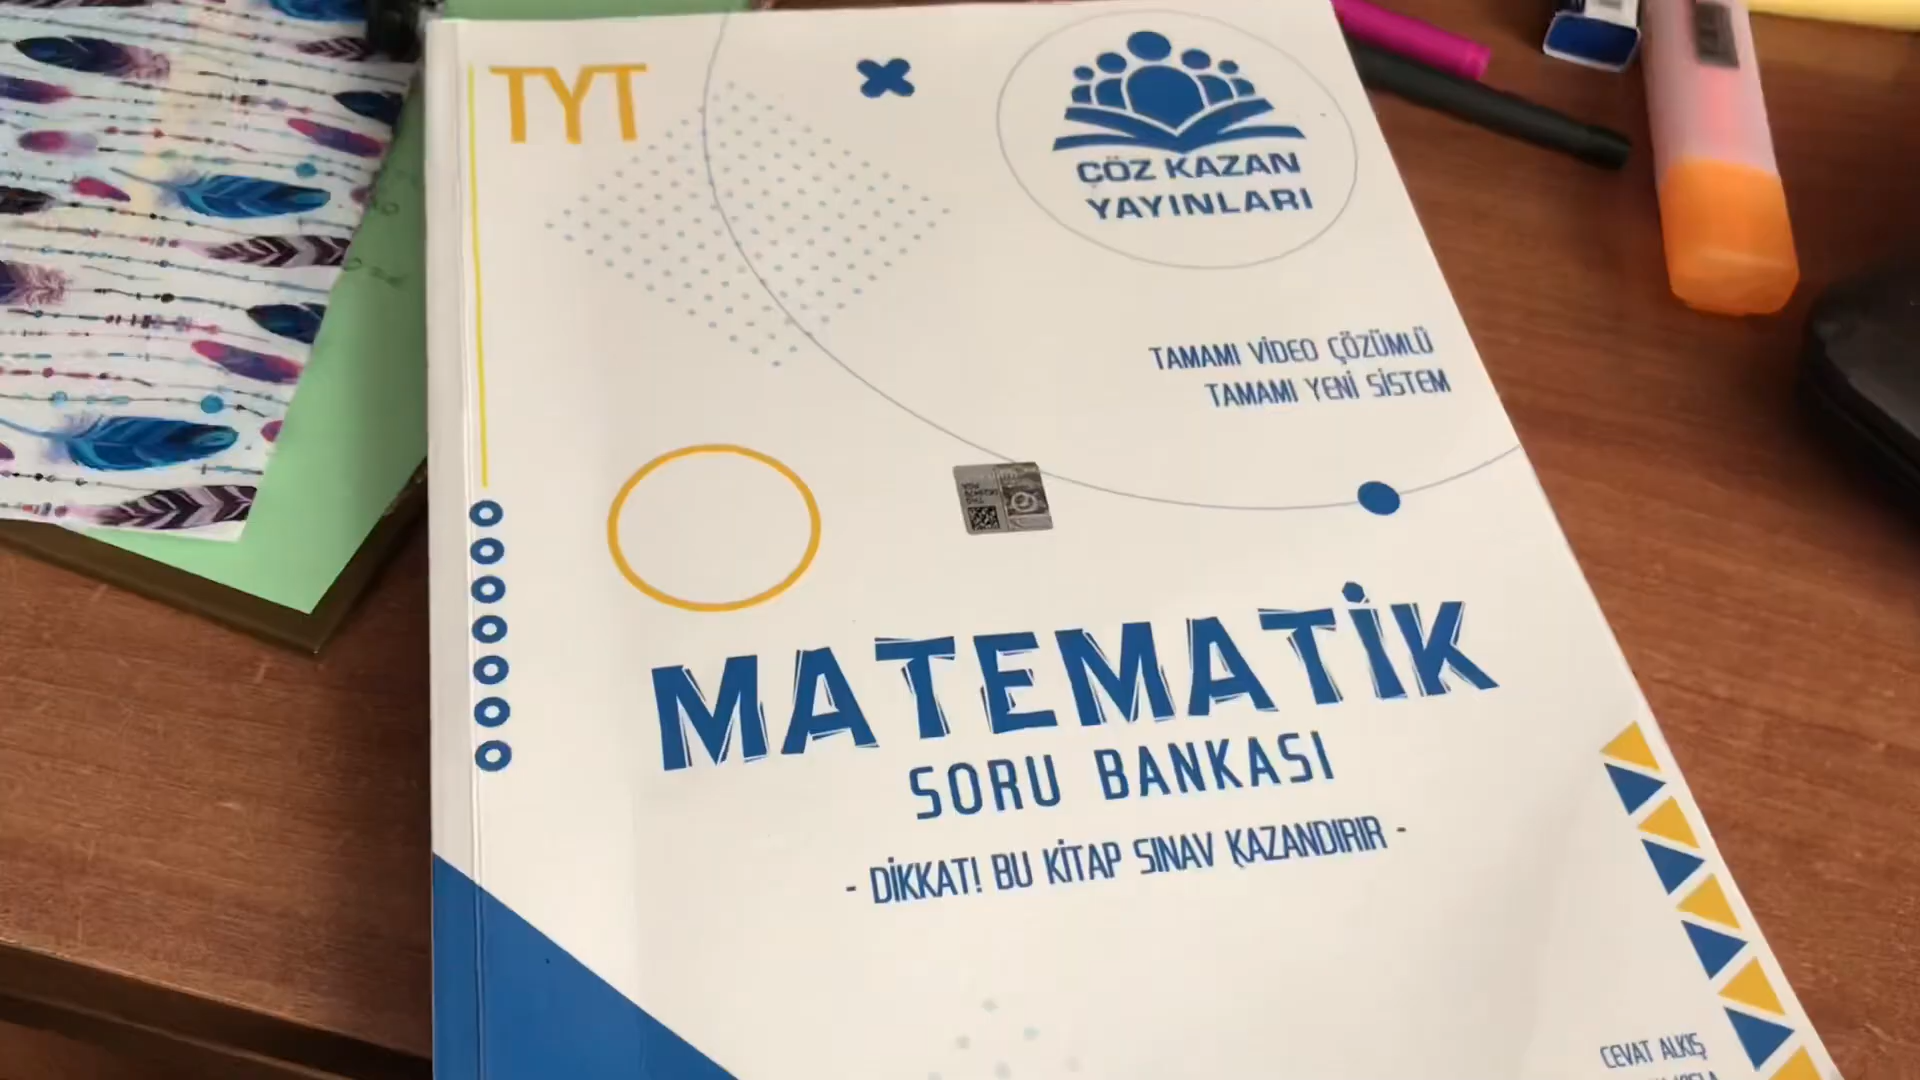 TYT
ÇÖZ KAZAN
YAYINLARI
TAMAMI VİDEO ÇÖZÜMLÜ
TAMAMI YENİ SİSTEM
MATEMATİK
SORU BANKASI
- DİKKAT! BU KİTAP SINAV KAZANDIRIR -
CEVAT ALKIŞ